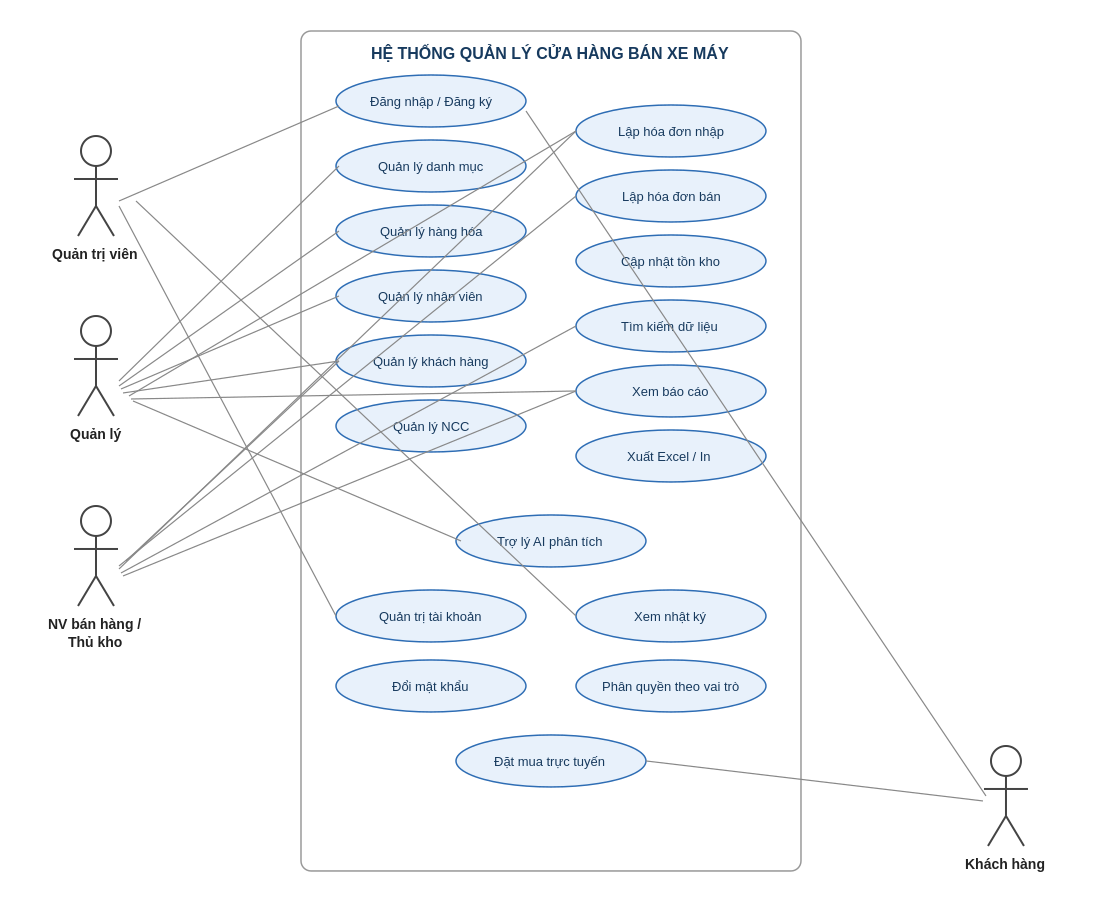 HỆ THỐNG QUẢN LÝ CỬA HÀNG BÁN XE MÁY
Đăng nhập / Đăng ký
Lập hóa đơn nhập
Quản lý danh mục
Lập hóa đơn bán
Quản lý hàng hóa
Cập nhật tồn kho
Quản lý nhân viên
Tìm kiếm dữ liệu
Quản lý khách hàng
Xem báo cáo
Quản lý NCC
Xuất Excel / In
Trợ lý AI phân tích
Quản trị tài khoản
Xem nhật ký
Đổi mật khẩu
Phân quyền theo vai trò
Đặt mua trực tuyến
Quản trị viên
Quản lý
NV bán hàng /
Thủ kho
Khách hàng